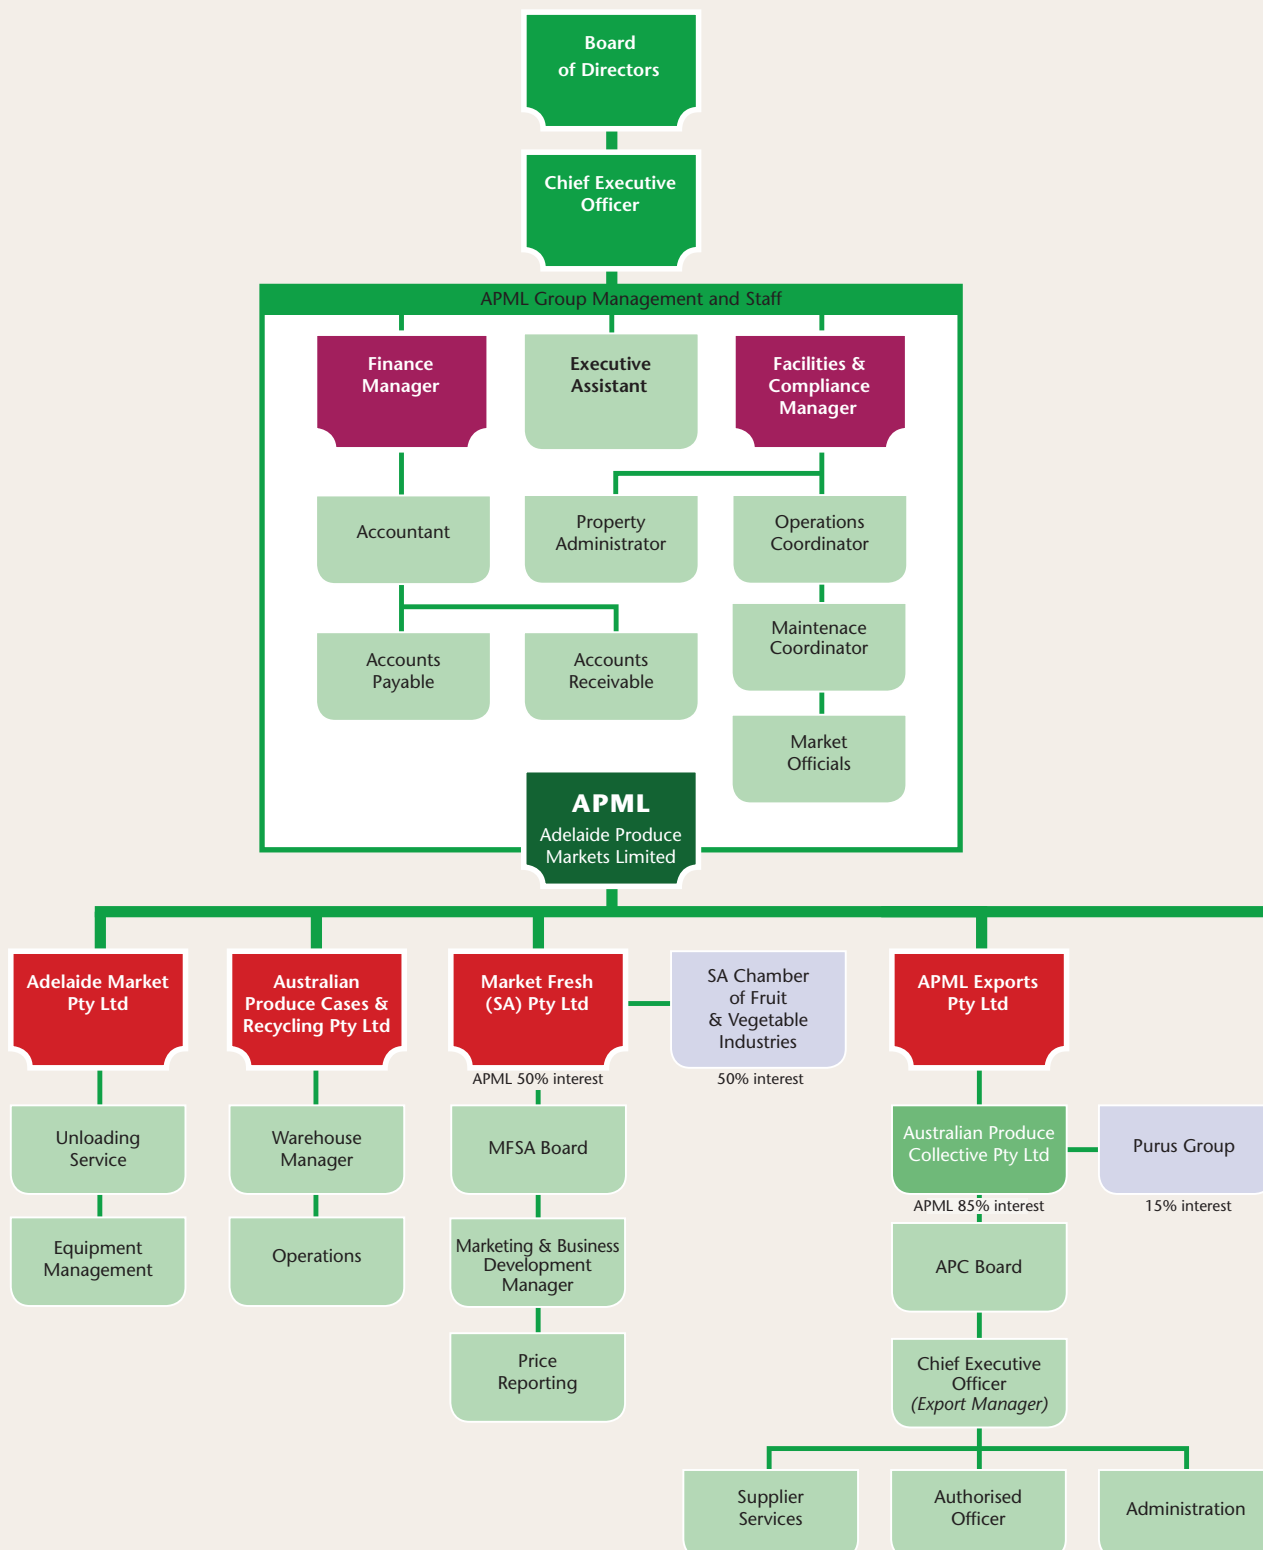 Board
of Directors
Chief Executive
Officer
APML Group Management and Staff
Finance
Manager
Executive
Assistant
Facilities &
Compliance
Manager
Accountant
Property
Administrator
Operations
Coordinator
Accounts
Payable
Accounts
Receivable
Maintenace
Coordinator
Market
Officials
APML
Adelaide Produce
Markets Limited
Adelaide Market
Pty Ltd
Australian
Produce Cases &
Recycling Pty Ltd
Market Fresh
(SA) Pty Ltd
APML 50% interest
SA Chamber
of Fruit
& Vegetable
Industries
50% interest
APML Exports
Pty Ltd
Unloading
Service
Warehouse
Manager
MFSA Board
Australian Produce
Collective Pty Ltd
APML 85% interest
Purus Group
15% interest
Equipment
Management
Operations
Marketing & Business
Development
Manager
APC Board
Price
Reporting
Chief Executive
Officer
(Export Manager)
Supplier
Services
Authorised
Officer
Administration